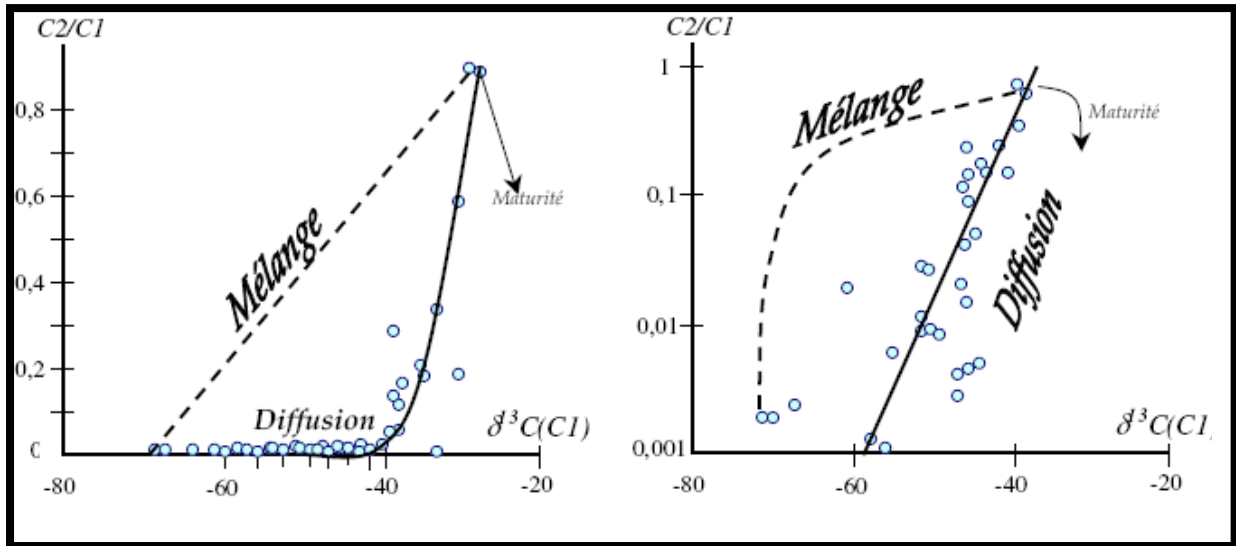 C2/C1
0,8
0,6
0,4
0,2
C
-80
-60
-40
-20
Mélange
Diffusion
Maturité
δ¹³C(C1)
C2/C1
1
0,1
0,01
0,001
-80
-60
-40
-20
Mélange
Diffusion
Maturité
δ¹³C(C1